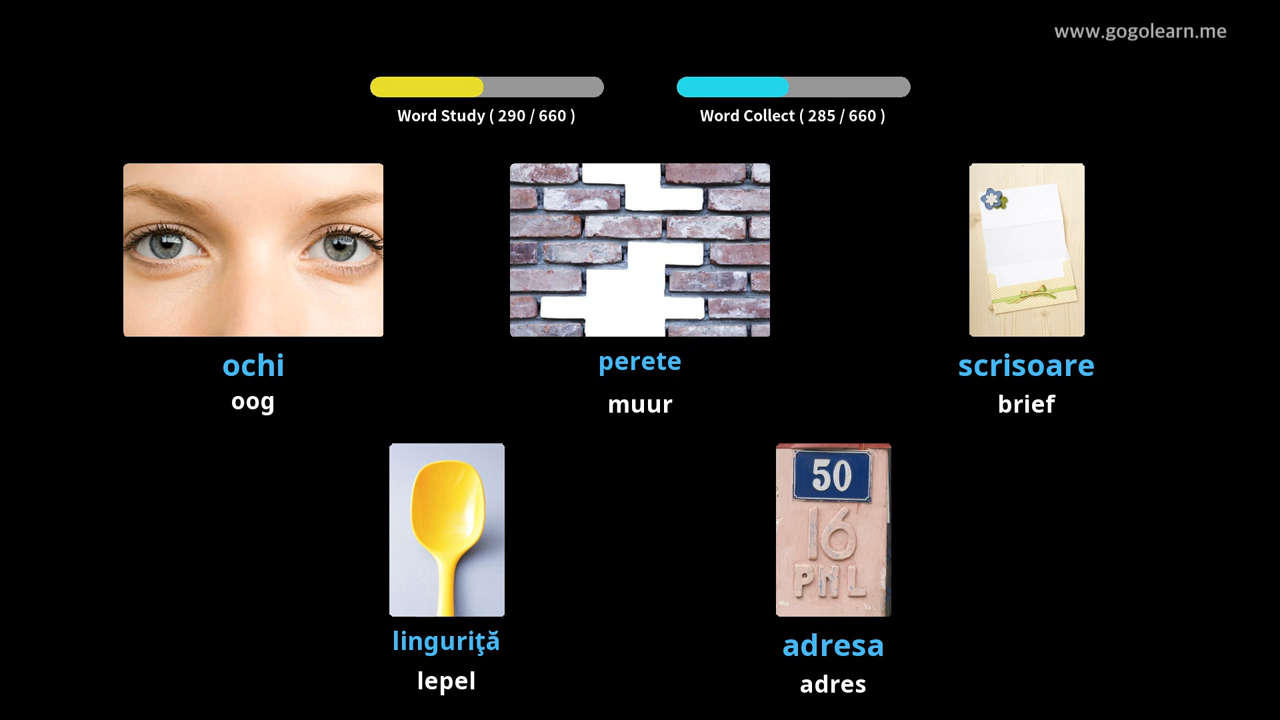 www.gogolearn.me
Word Study ( 290 / 660 )
Word Collect ( 285 / 660 )
ochi
oog
perete
muur
scrisoare
brief
linguriţă
lepel
50
16
PNL
adresa
adres